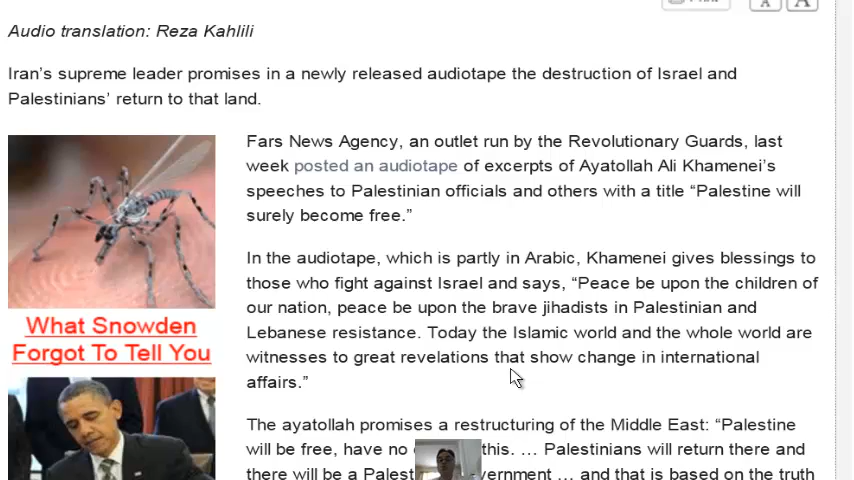 Audio translation: Reza Kahlili
Iran's supreme leader promises in a newly released audiotape the destruction of Israel and
Palestinians' return to that land.
Fars News Agency, an outlet run by the Revolutionary Guards, last
week posted an audiotape of excerpts of Ayatollah Ali Khamenei's
speeches to Palestinian officials and others with a title “Palestine will
surely become free.”
In the audiotape, which is partly in Arabic, Khamenei gives blessings to
those who fight against Israel and says, “Peace be upon the children of
our nation, peace be upon the brave jihadists in Palestinian and
Lebanese resistance. Today the Islamic world and the whole world are
witnesses to great revelations that show change in international
affairs.”
The ayatollah promises a restructuring of the Middle East: “Palestine
will be free, have no this. … Palestinians will return there and
there will be a … and that is based on the truth
What Snowden
Forgot To Tell You
A
A